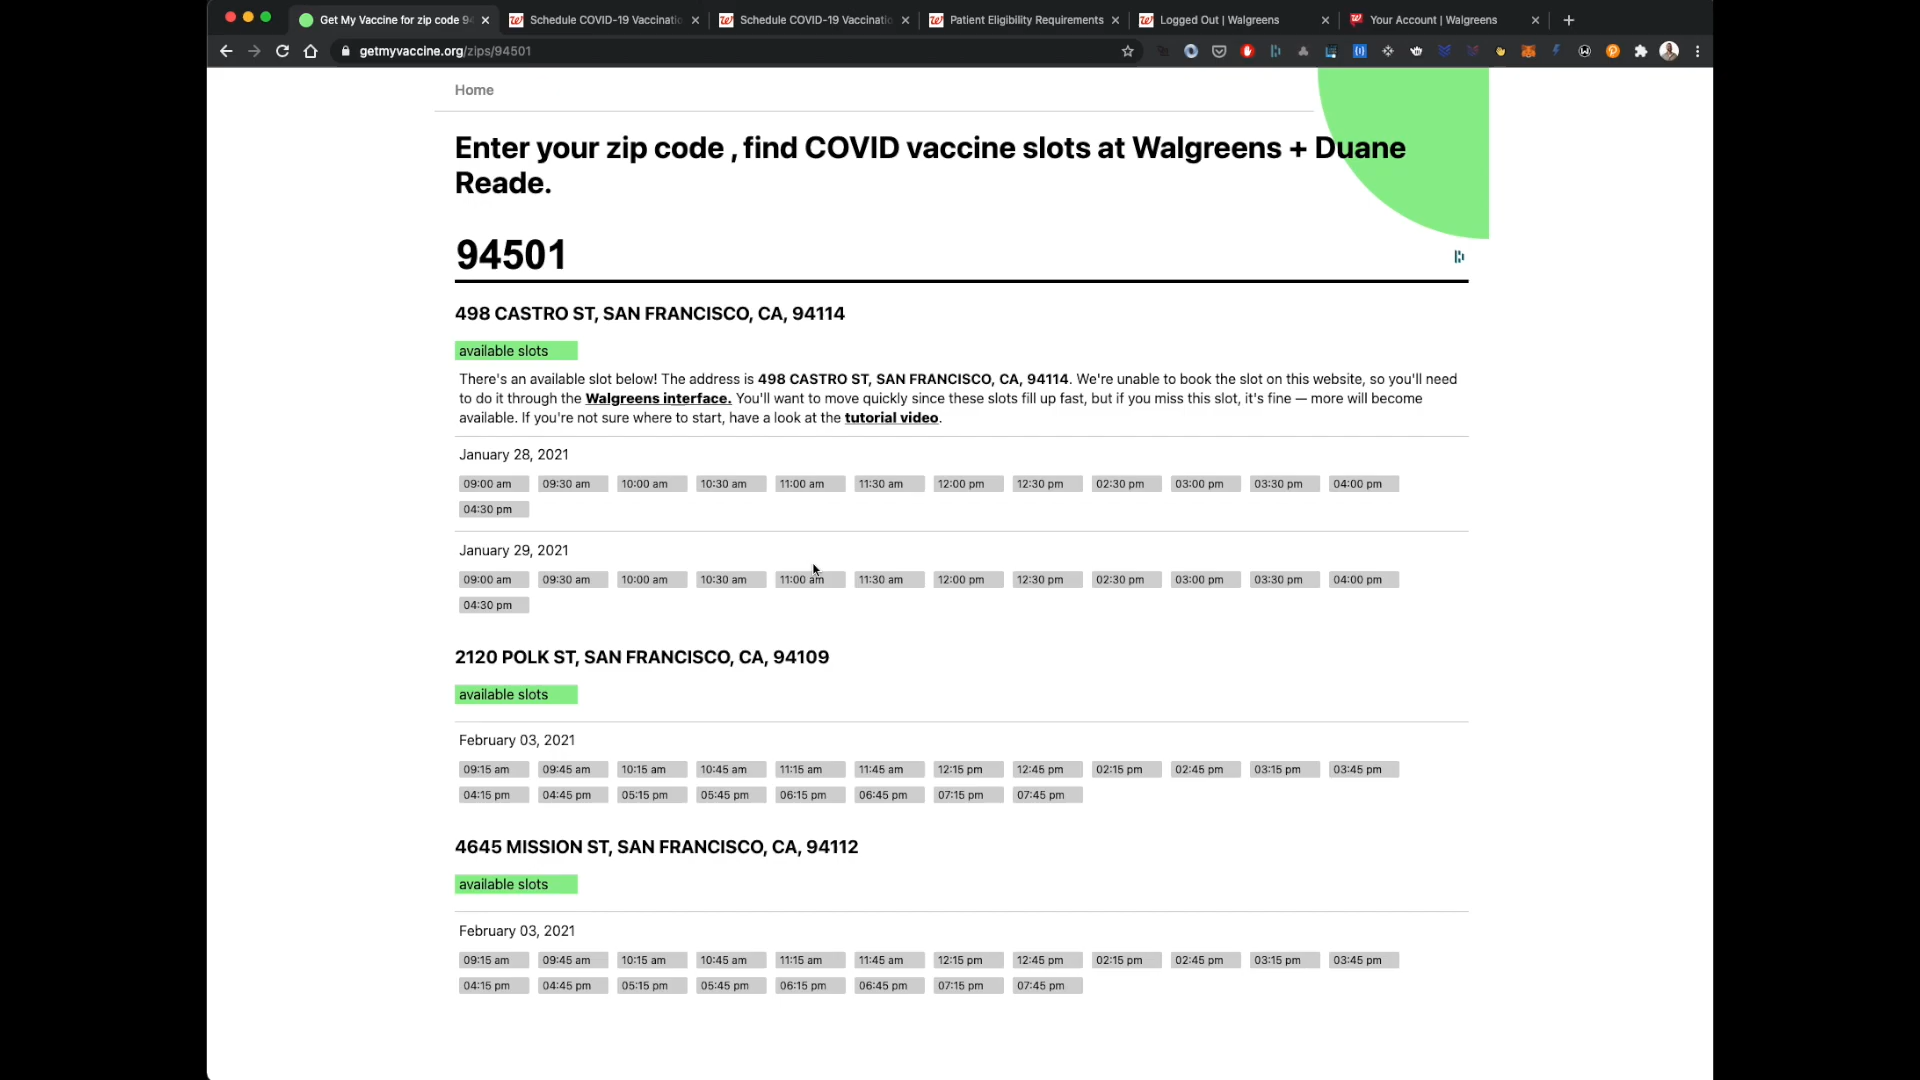 Get My Vaccine for zip code 94
Schedule COVID-19 Vaccinatio
Schedule COVID-19 Vaccinatio
Patient Eligibility Requirements
Logged Out | Walgreens
Your Account | Walgreens
getmyvaccine.org/zips/94501
Home
Enter your zip code , find COVID vaccine slots at Walgreens + Duane
Reade.
94501
498 CASTRO ST, SAN FRANCISCO, CA, 94114
available slots
There's an available slot below! The address is 498 CASTRO ST, SAN FRANCISCO, CA, 94114. We're unable to book the slot on this website, so you'll need
to do it through the Walgreens interface. You'll want to move quickly since these slots fill up fast, but if you miss this slot, it's fine — more will become
available. If you're not sure where to start, have a look at the tutorial video.
January 28, 2021
09:00 am 09:30 am 10:00 am 10:30 am 11:00 am 11:30 am 12:00 pm 12:30 pm 02:30 pm 03:00 pm 03:30 pm 04:00 pm
04:30 pm
January 29, 2021
09:00 am 09:30 am 10:00 am 10:30 am 11:00 am 11:30 am 12:00 pm 12:30 pm 02:30 pm 03:00 pm 03:30 pm 04:00 pm
04:30 pm
2120 POLK ST, SAN FRANCISCO, CA, 94109
available slots
February 03, 2021
09:15 am 09:45 am 10:15 am 10:45 am 11:15 am 11:45 am 12:15 pm 12:45 pm 02:15 pm 02:45 pm 03:15 pm 03:45 pm
04:15 pm 04:45 pm 05:15 pm 05:45 pm 06:15 pm 06:45 pm 07:15 pm 07:45 pm
4645 MISSION ST, SAN FRANCISCO, CA, 94112
available slots
February 03, 2021
09:15 am 09:45 am 10:15 am 10:45 am 11:15 am 11:45 am 12:15 pm 12:45 pm 02:15 pm 02:45 pm 03:15 pm 03:45 pm
04:15 pm 04:45 pm 05:15 pm 05:45 pm 06:15 pm 06:45 pm 07:15 pm 07:45 pm